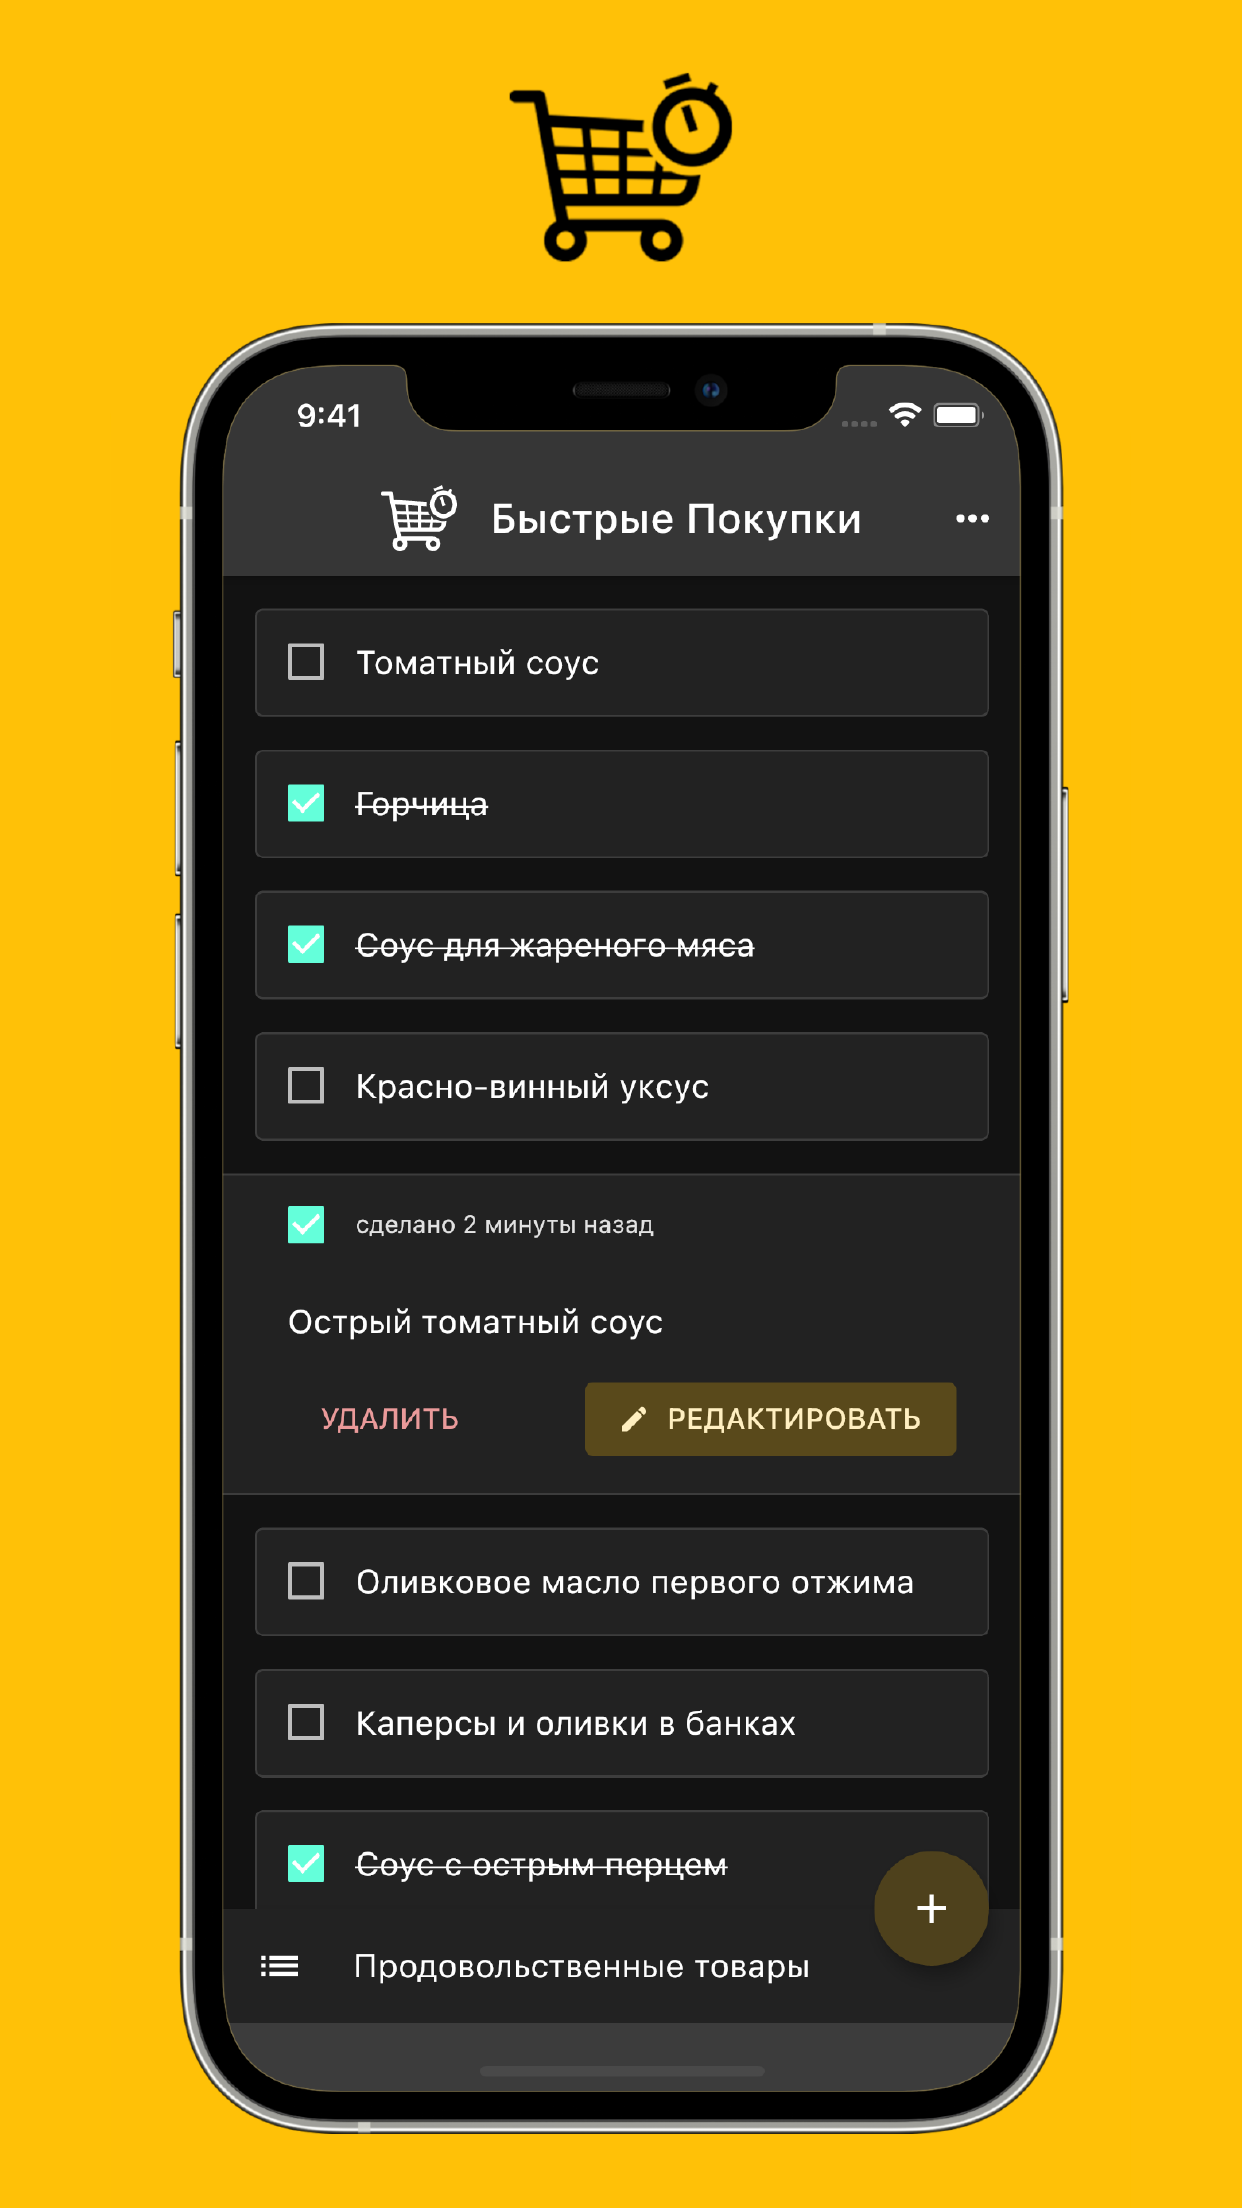 9:41
Быстрые Покупки
Томатный соус
Горчица
Соус для жареного мяса
Красно-винный уксус
сделано 2 минуты назад
Острый томатный соус
УДАЛИТЬ
РЕДАКТИРОВАТЬ
Оливковое масло первого отжима
Каперсы и оливки в банках
Соус с острым перцем
Продовольственные товары